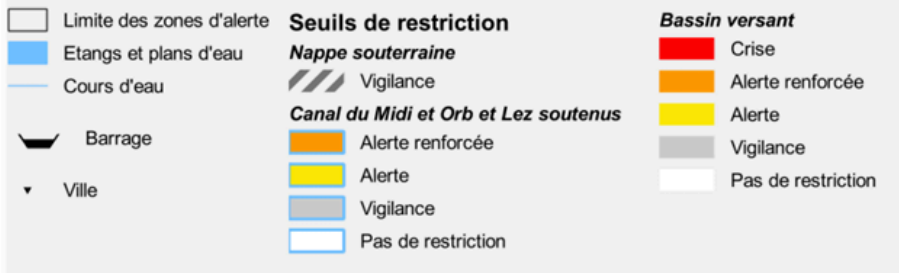 Limite des zones d'alerte
Etangs et plans d'eau
Cours d'eau
Barrage
Ville
Seuils de restriction
Nappe souterraine
Vigilance
Canal du Midi et Orb et Lez soutenus
Alerte renforcée
Alerte
Vigilance
Pas de restriction
Bassin versant
Crise
Alerte renforcée
Alerte
Vigilance
Pas de restriction